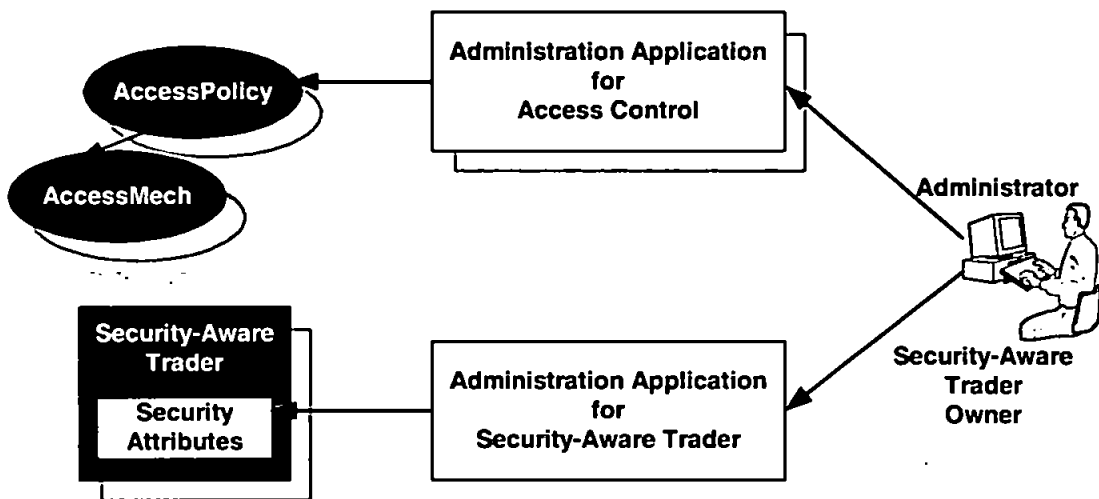 Administration Application
for
Access Control
AccessPolicy
AccessMech
Administrator
Security-Aware
Trader
Security
Attributes
Administration Application
for
Security-Aware Trader
Security-Aware
Trader
Owner